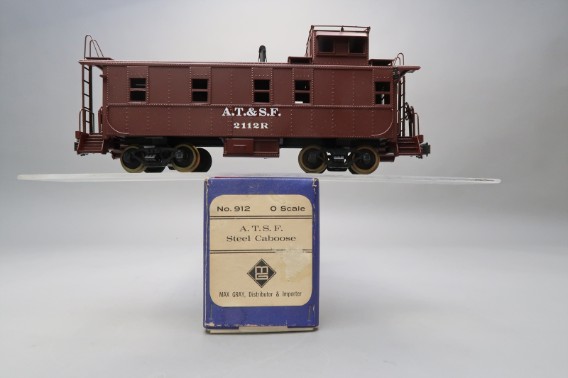 A.T.&S.F.
2112R
No. 912 O Scale
A. T. S. F.
Steel Caboose
MAX GRAY, Distributor & Importer